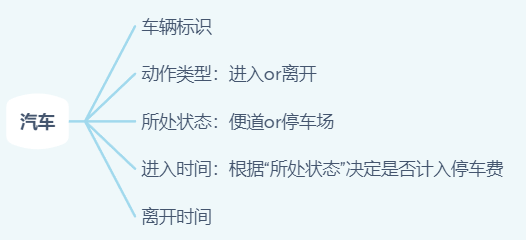 汽车
车辆标识
动作类型：进入or离开
所处状态：便道or停车场
进入时间：根据“所处状态”决定是否计入停车费
离开时间